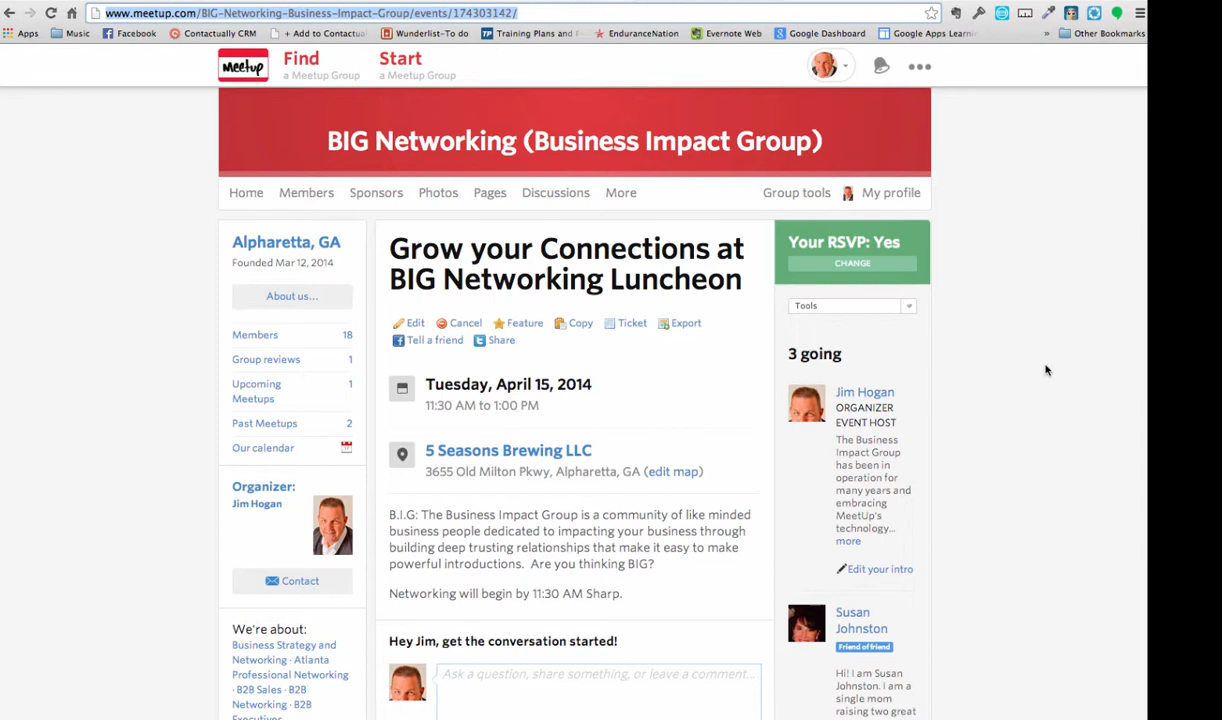 www.meetup.com/BIG-Networking-Business-Impact-Group/events/174303142/
Apps Music Facebook Contactually CRM + Add to Contactua Wunderlist-To do Training Plans and P EnduranceNation Evernote Web Google Dashboard Google Apps Learn » Other Bookmarks
Meetup
Find
a Meetup Group
Start
a Meetup Group
BIG Networking (Business Impact Group)
Home Members Sponsors Photos Pages Discussions More Group tools My profile
Alpharetta, GA
Founded Mar 12, 2014
About us...
Members 18
Group reviews 1
Upcoming 1
Meetups
Past Meetups 2
Our calendar
Organizer:
Jim Hogan
Contact
We're about:
Business Strategy and
Networking · Atlanta
Professional Networking
· B2B Sales · B2B
Networking · B2B
Executives
Grow your Connections at
BIG Networking Luncheon
Edit Cancel Feature Copy Ticket Export
Tell a friend Share
Tuesday, April 15, 2014
11:30 AM to 1:00 PM
5 Seasons Brewing LLC
3655 Old Milton Pkwy, Alpharetta, GA (edit map)
B.I.G: The Business Impact Group is a community of like minded
business people dedicated to impacting your business through
building deep trusting relationships that make it easy to make
powerful introductions. Are you thinking BIG?
Networking will begin by 11:30 AM Sharp.
Hey Jim, get the conversation started!
Ask a question, share something, or leave a comment...
Your RSVP: Yes
CHANGE
Tools
3 going
Jim Hogan
ORGANIZER
EVENT HOST
The Business
Impact Group
has been in
operation for
many years and
embracing
MeetUp's
technology...
more
Edit your intro
Susan
Johnston
Friend of friend
Hi! I am Susan
Johnston. I am a
single mom
raising two great